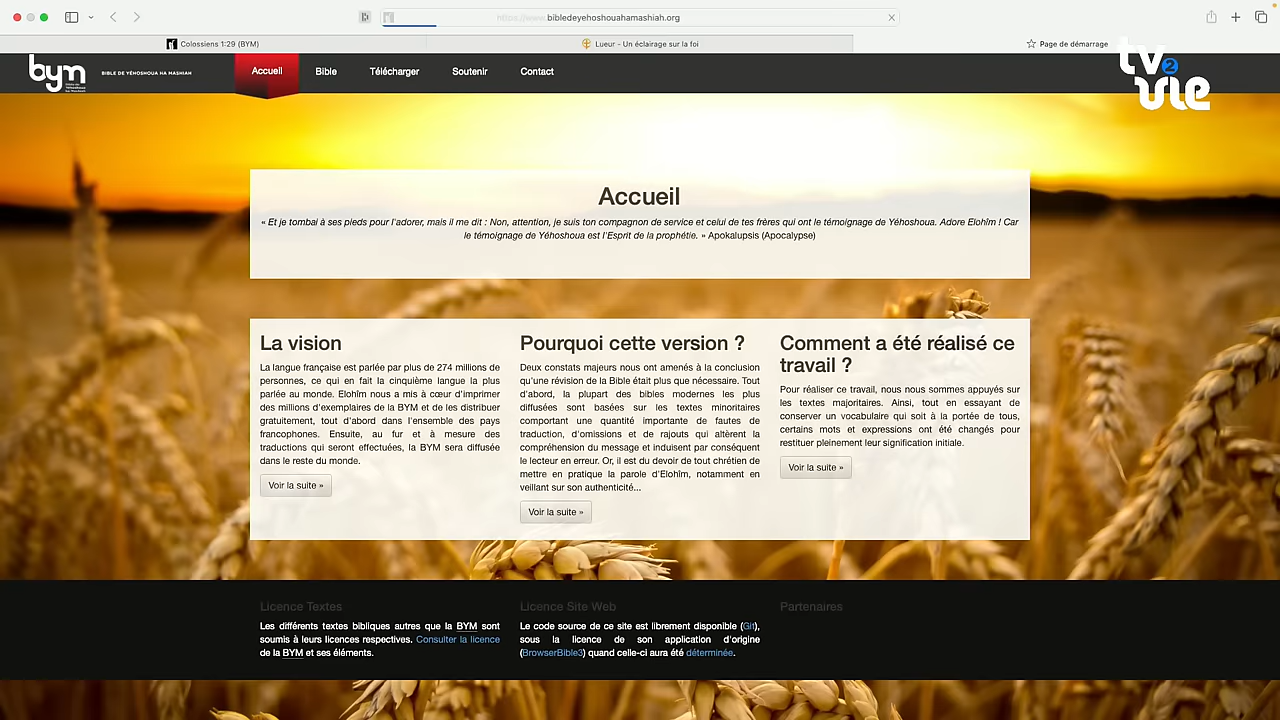 https://www.bibledeyehoshouahamashiah.org
Colossiens 1:29 (BYM)
Lueur - Un éclairage sur la foi
Page de démarrage
bym
BIBLE DE YÉHOSHOUA HA MASHIAH
Accueil
Bible
Télécharger
Soutenir
Contact
tv2vie
Accueil
« Et je tombai à ses pieds pour l'adorer, mais il me dit : Non, attention, je suis ton compagnon de service et celui de tes frères qui ont le témoignage de Yéhoshoua. Adore Elohîm ! Car
le témoignage de Yéhoshoua est l'Esprit de la prophétie. » Apokalupsis (Apocalypse)
La vision
La langue française est parlée par plus de 274 millions de
personnes, ce qui en fait la cinquième langue la plus
parlée au monde. Elohîm nous a mis à cœur d'imprimer
des millions d'exemplaires de la BYM et de les distribuer
gratuitement, tout d'abord dans l'ensemble des pays
francophones. Ensuite, au fur et à mesure des
traductions qui seront effectuées, la BYM sera diffusée
dans le reste du monde.
Voir la suite »
Pourquoi cette version ?
Deux constats majeurs nous ont amenés à la conclusion
qu'une révision de la Bible était plus que nécessaire. Tout
d'abord, la plupart des bibles modernes les plus
diffusées sont basées sur les textes minoritaires
comportant une quantité importante de fautes de
traduction, d'omissions et de rajouts qui altèrent la
compréhension du message et induisent par conséquent
le lecteur en erreur. Or, il est du devoir de tout chrétien de
mettre en pratique la parole d'Elohîm, notamment en
veillant sur son authenticité...
Voir la suite »
Comment a été réalisé ce
travail ?
Pour réaliser ce travail, nous nous sommes appuyés sur
les textes majoritaires. Ainsi, tout en essayant de
conserver un vocabulaire qui soit à la portée de tous,
certains mots et expressions ont été changés pour
restituer pleinement leur signification initiale.
Voir la suite »
Licence Textes
Les différents textes bibliques autres que la BYM sont
soumis à leurs licences respectives. Consulter la licence
de la BYM et ses éléments.
Licence Site Web
Le code source de ce site est librement disponible (Git),
sous la licence de son application d'origine
(BrowserBible3) quand celle-ci aura été déterminée.
Partenaires